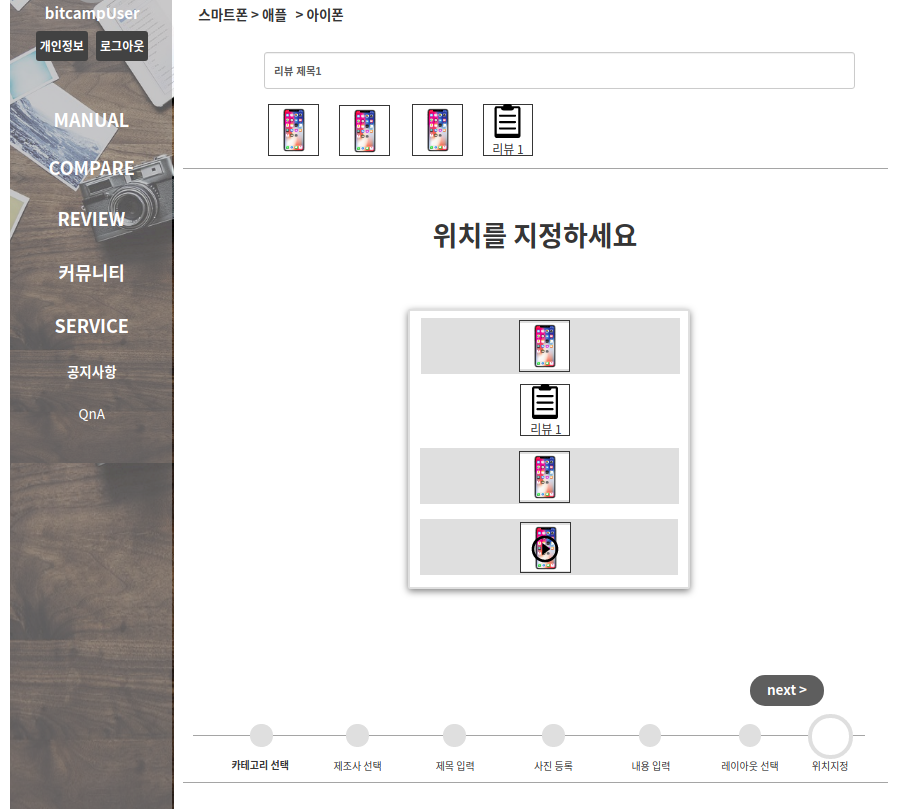 bitcampUser
개인정보 로그아웃
MANUAL
COMPARE
REVIEW
커뮤니티
SERVICE
공지사항
QnA
스마트폰 > 애플 > 아이폰
리뷰 제목1
리뷰 1
위치를 지정하세요
리뷰 1
next >
카테고리 선택 제조사 선택 제목 입력 사진 등록 내용 입력 레이아웃 선택 위치지정